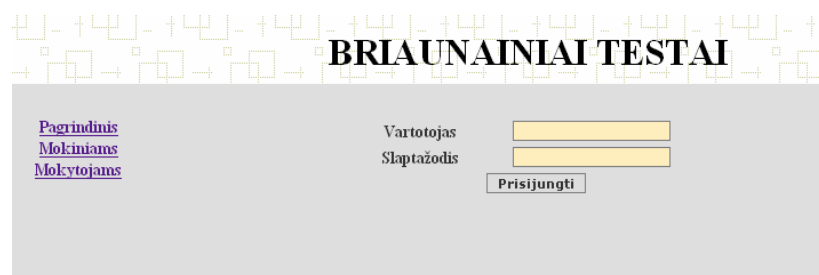 BRIAUNAINIAI TESTAI
Pagrindinis
Mokiniams
Mokytojams
Vartotojas
Slaptažodis
Prisijungti